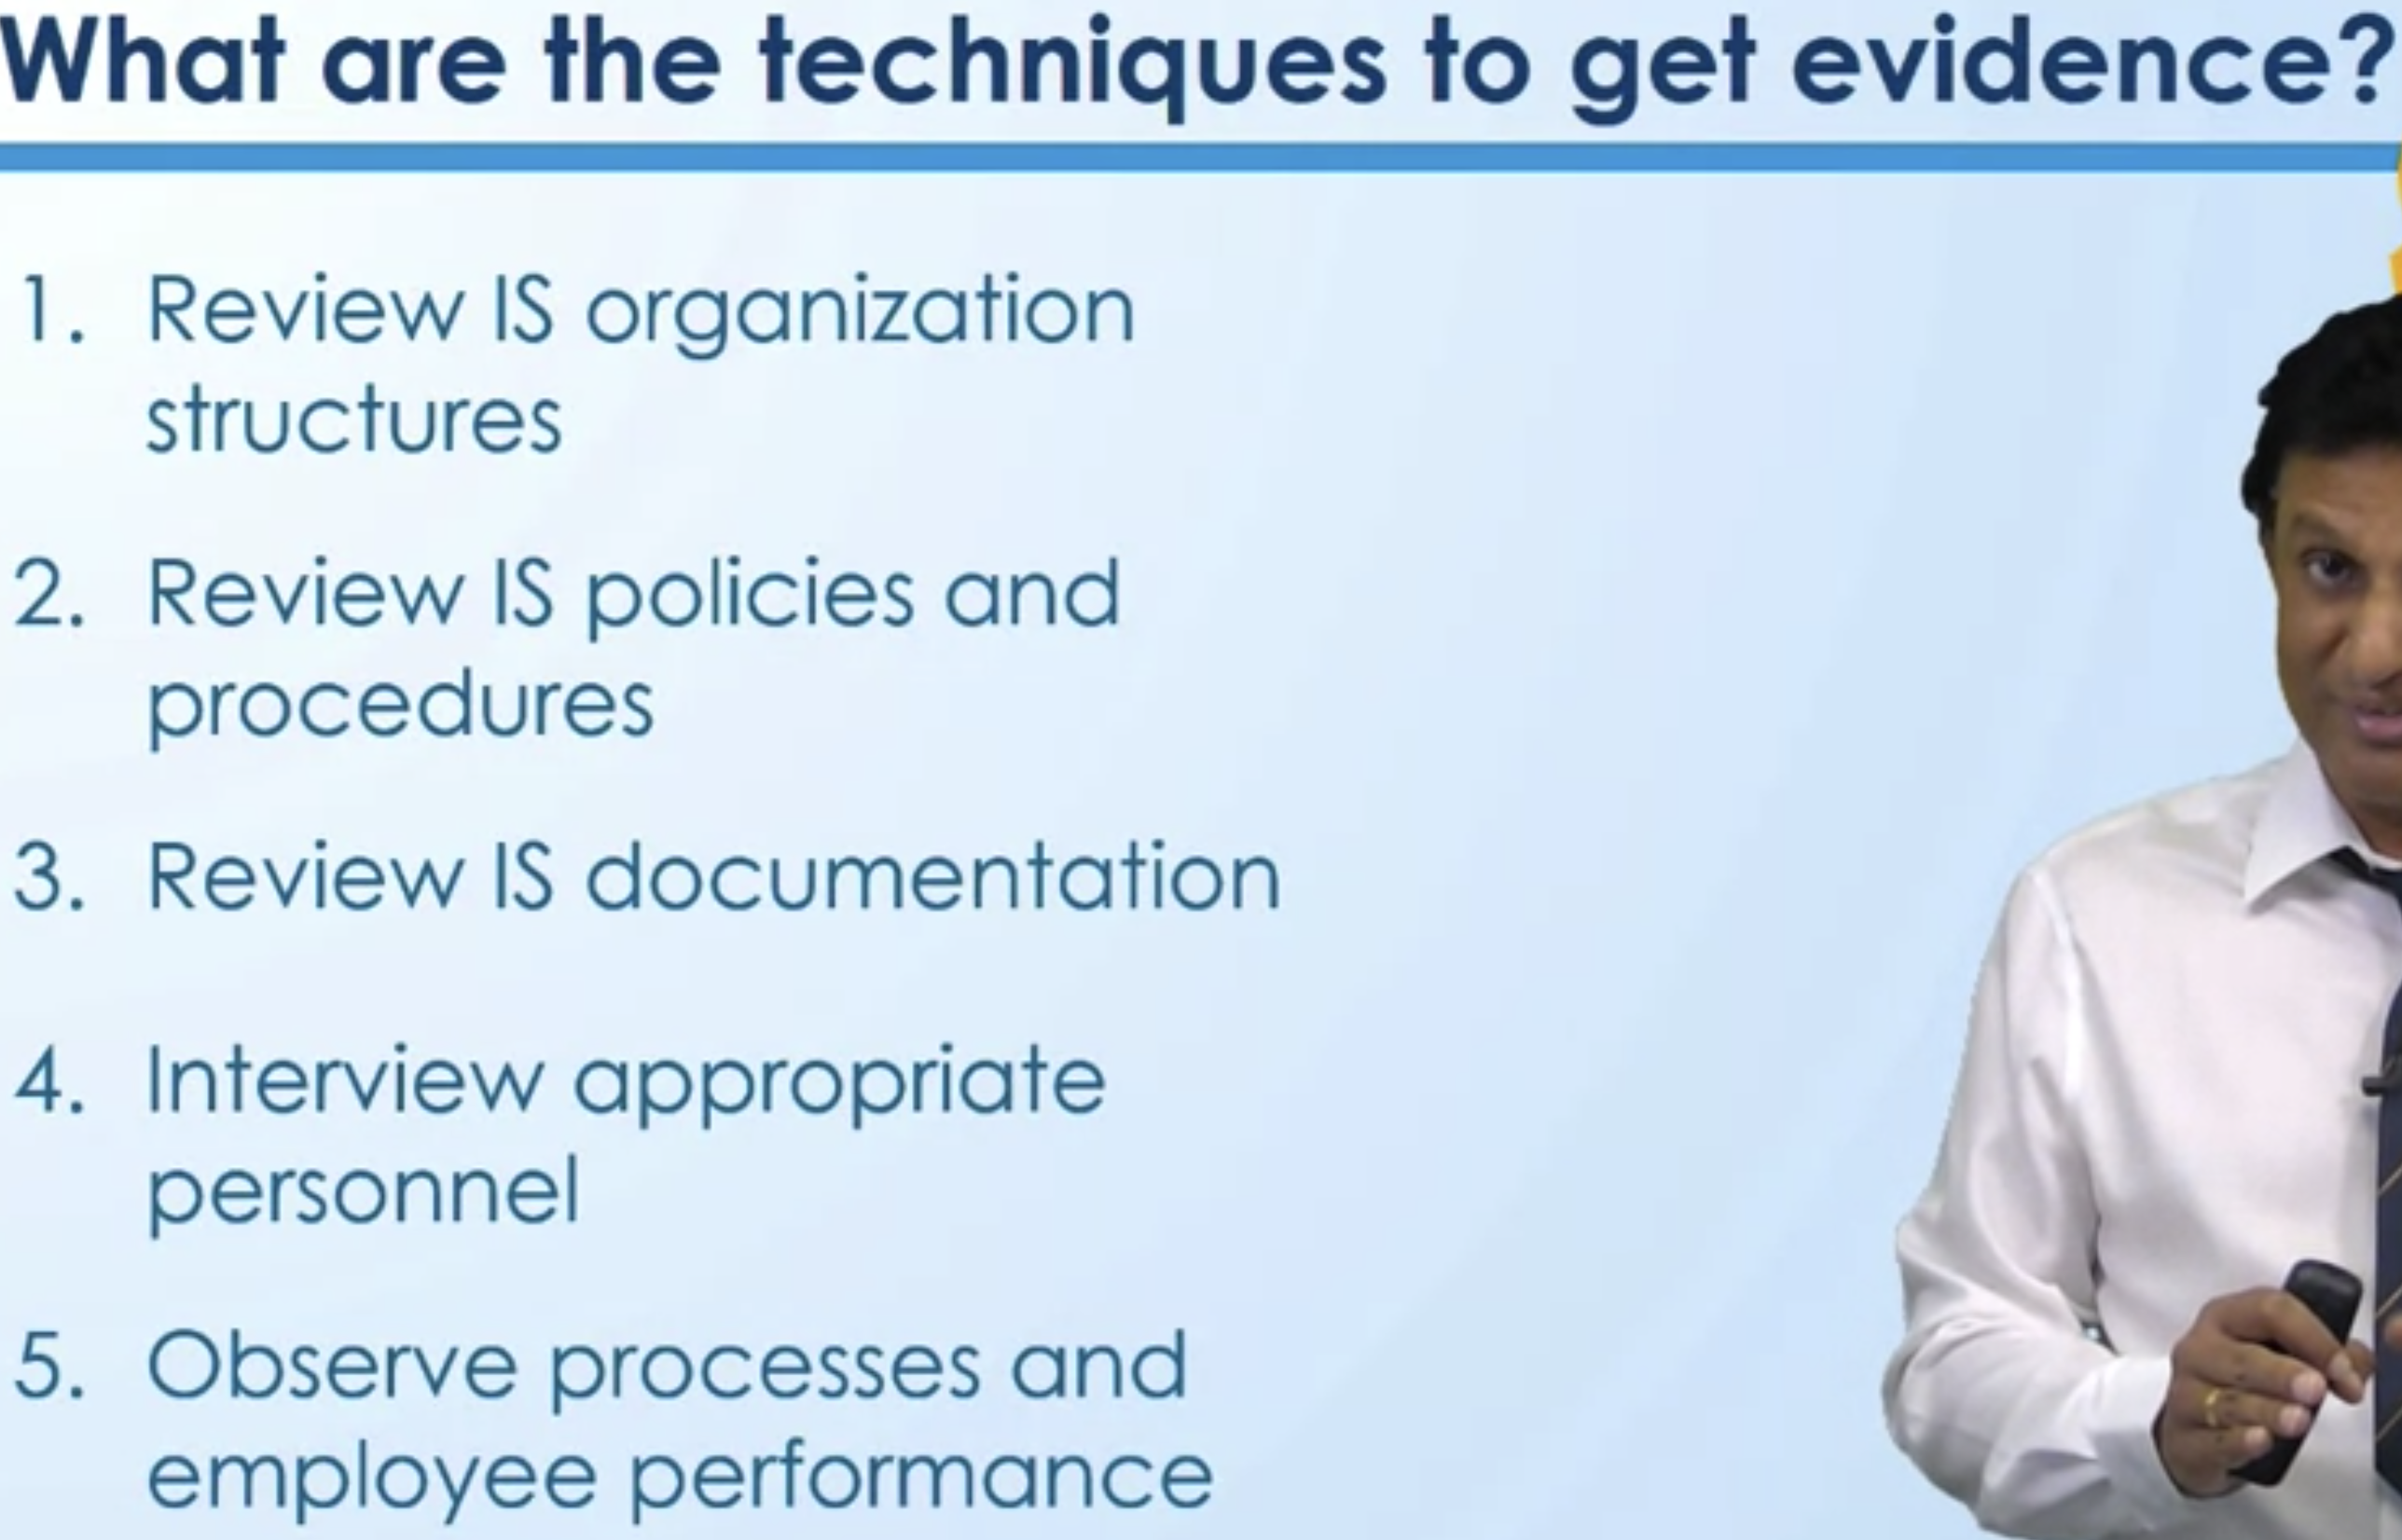 What are the techniques to get evidence?
1. Review IS organization
structures
2. Review IS policies and
procedures
3. Review IS documentation
4. Interview appropriate
personnel
5. Observe processes and
employee performance